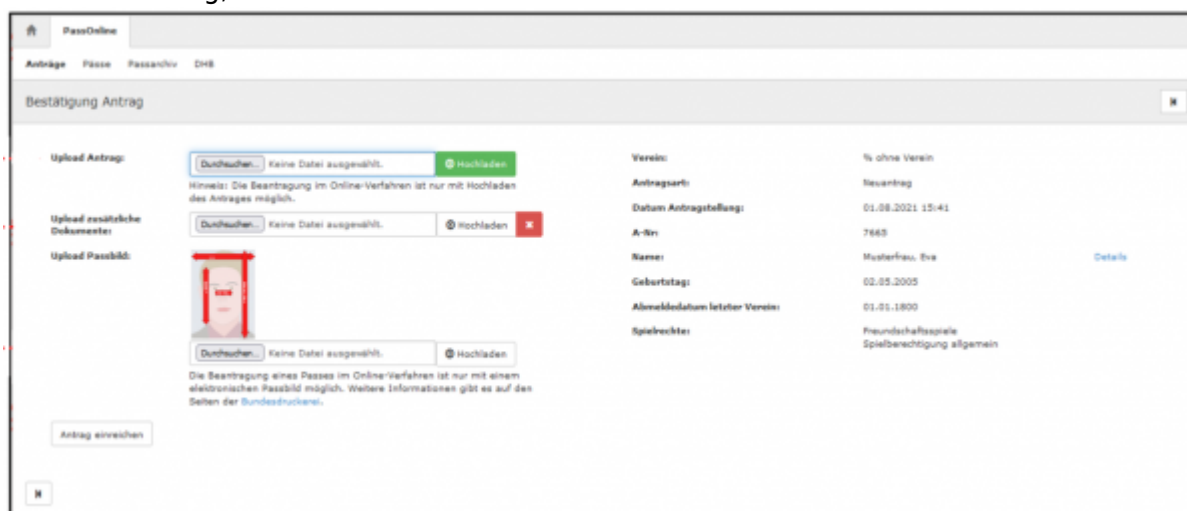 PassOnline
Anträge Pässe Passarchiv DHB
Bestätigung Antrag
Upload Antrag:
Durchsuchen... Keine Datei ausgewählt. Hochladen
Hinweis: Die Beantragung im Online-Verfahren ist nur mit Hochladen
des Antrages möglich.
Upload zusätzliche
Dokumente:
Durchsuchen... Keine Datei ausgewählt. Hochladen
Upload Passbild:
Durchsuchen... Keine Datei ausgewählt. Hochladen
Die Beantragung eines Passes im Online-Verfahren ist nur mit einem
elektronischen Passbild möglich. Weitere Informationen gibt es auf den
Seiten der Bundesdruckerei.
Antrag einreichen
Verein: % ohne Verein
Antragsart: Neuantrag
Datum Antragstellung: 01.08.2021 15:41
A-Nr: 7665
Name: Musterfrau, Eva Details
Geburtstag: 02.05.2005
Abmeldedatum letzter Verein: 01.01.1800
Spielrechte: Freundschaftsspiele
Spielberechtigung allgemein